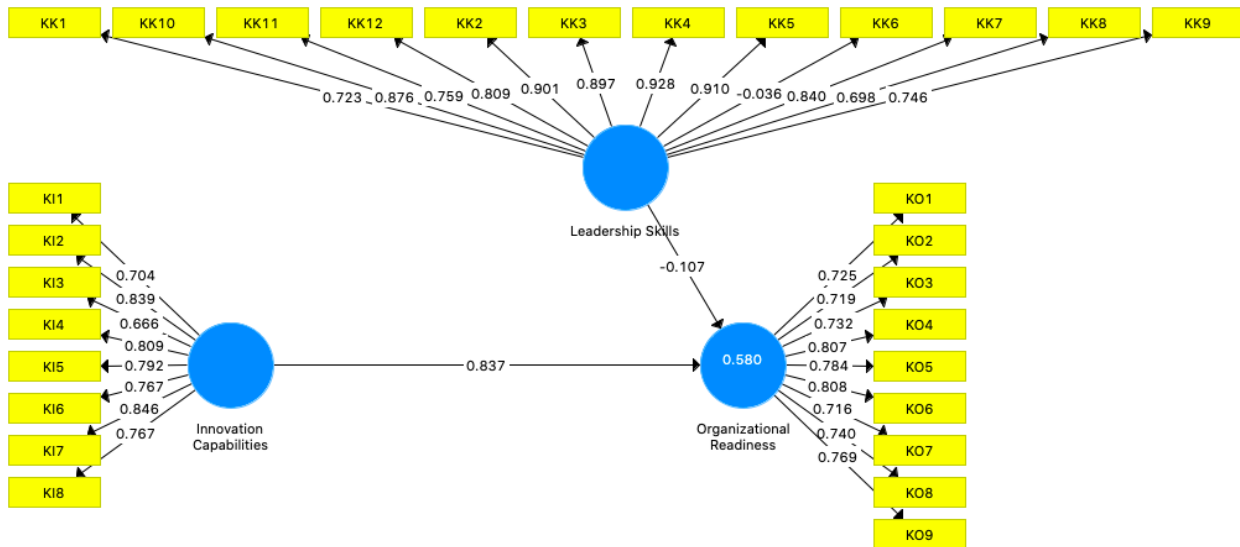 KK1 KK10 KK11 KK12 KK2 KK3 KK4 KK5 KK6 KK7 KK8 KK9
0.723 0.876 0.759 0.809 0.901 0.897 0.928 0.910 -0.036 0.840 0.698 0.746
Leadership Skills
-0.107
KI1
KI2
KI3
KI4
KI5
KI6
KI7
KI8
0.704
0.839
0.666
0.809
0.792
0.767
0.846
0.767
Innovation
Capabilities
0.837
0.580
Organizational
Readiness
0.725
0.719
0.732
0.807
0.784
0.808
0.716
0.740
0.769
KO1
KO2
KO3
KO4
KO5
KO6
KO7
KO8
KO9